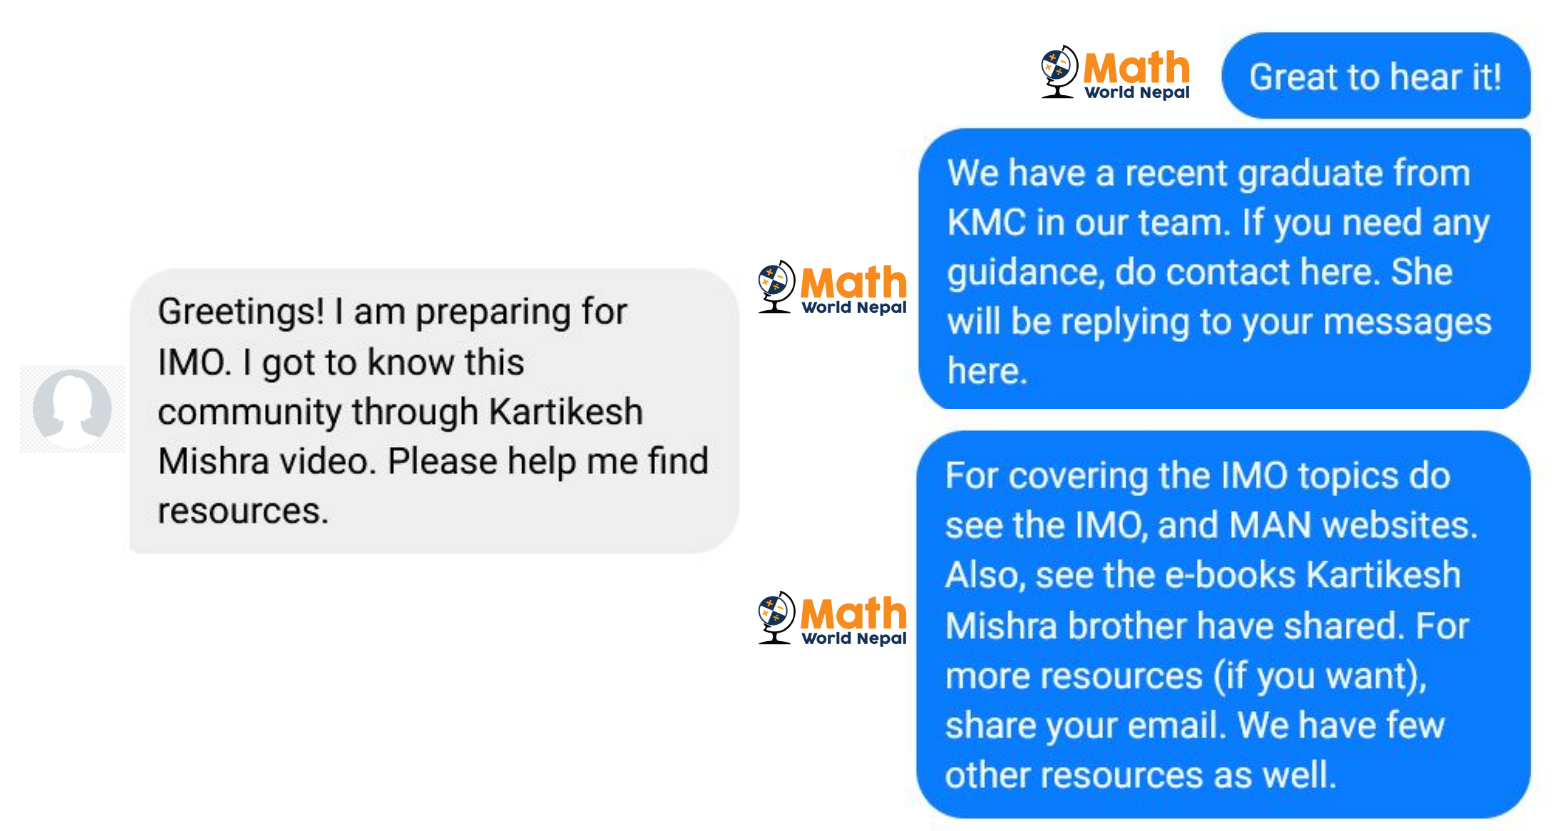 Greetings! I am preparing for
IMO. I got to know this
community through Kartikesh
Mishra video. Please help me find
resources.
Math
World Nepal
Great to hear it!
Math
World Nepal
We have a recent graduate from
KMC in our team. If you need any
guidance, do contact here. She
will be replying to your messages
here.
Math
World Nepal
For covering the IMO topics do
see the IMO, and MAN websites.
Also, see the e-books Kartikesh
Mishra brother have shared. For
more resources (if you want),
share your email. We have few
other resources as well.